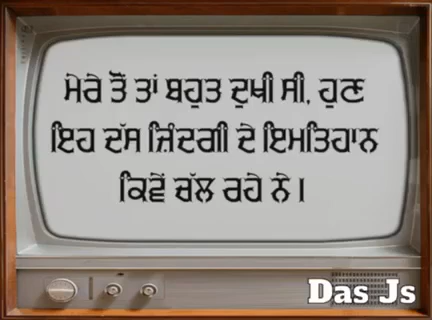 ਮੇਰੇ ਤੋਂ ਤਾਂ ਬਹੁਤ ਦੁਖੀ ਸੀ, ਹੁਣ
ਇਹ ਦੱਸ ਜ਼ਿੰਦਗੀ ਦੇ ਇਮਤਿਹਾਨ
ਕਿਵੇਂ ਚੱਲ ਰਹੇ ਨੇ।
Das Js